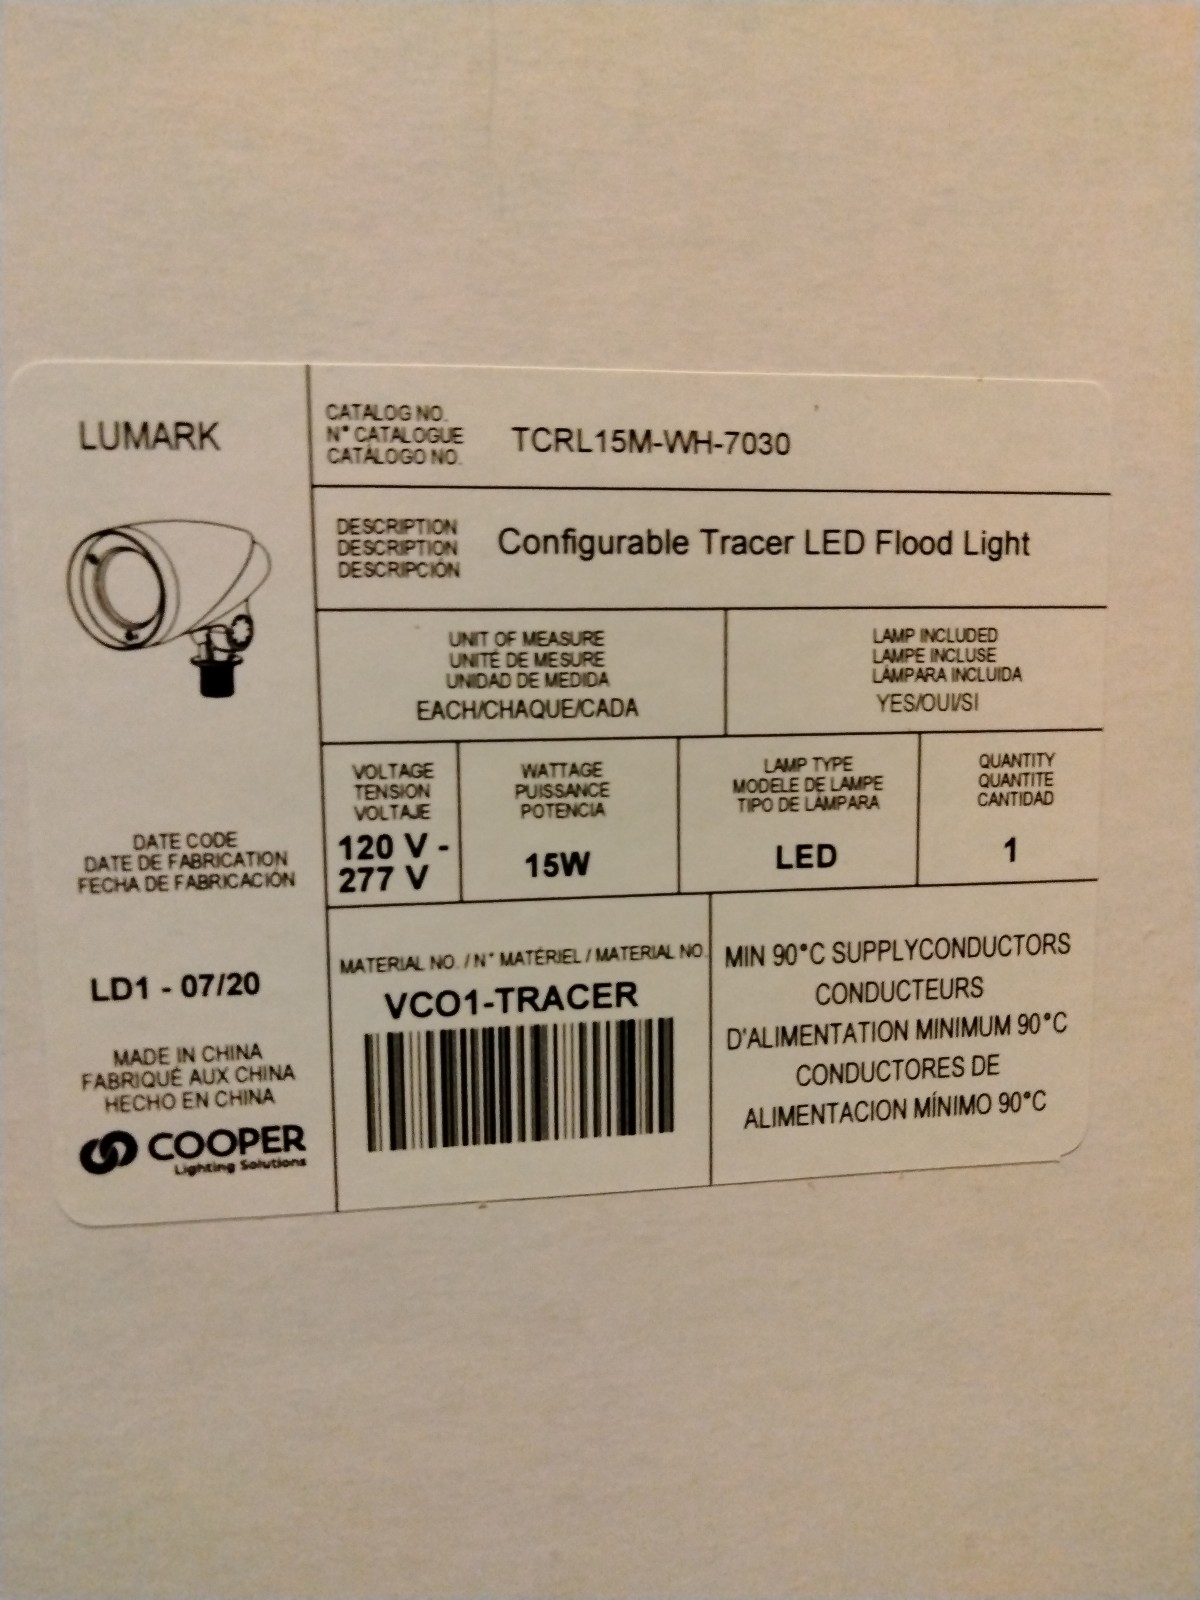 LUMARK
CATALOG NO.
N° CATALOGUE
CATÁLOGO NO.
TCRL15M-WH-7030
DESCRIPTION
DESCRIPTION
DESCRIPCIÓN
Configurable Tracer LED Flood Light
UNIT OF MEASURE
UNITÉ DE MESURE
UNIDAD DE MEDIDA
EACH/CHAQUE/CADA
LAMP INCLUDED
LAMPE INCLUSE
LÁMPARA INCLUIDA
YES/OUI/SI
VOLTAGE
TENSION
VOLTAJE
120 V -
277 V
WATTAGE
PUISSANCE
POTENCIA
15W
LAMP TYPE
MODELE DE LAMPE
TIPO DE LÁMPARA
LED
QUANTITY
QUANTITE
CANTIDAD
1
DATE CODE
DATE DE FABRICATION
FECHA DE FABRICACIÓN
LD1 - 07/20
MADE IN CHINA
FABRIQUÉ AUX CHINA
HECHO EN CHINA
COOPER
Lighting Solutions
MATERIAL NO. / N° MATÉRIEL / MATERIAL NO.
VCO1-TRACER
MIN 90°C SUPPLYCONDUCTORS
CONDUCTEURS
D'ALIMENTATION MINIMUM 90°C
CONDUCTORES DE
ALIMENTACION MÍNIMO 90°C